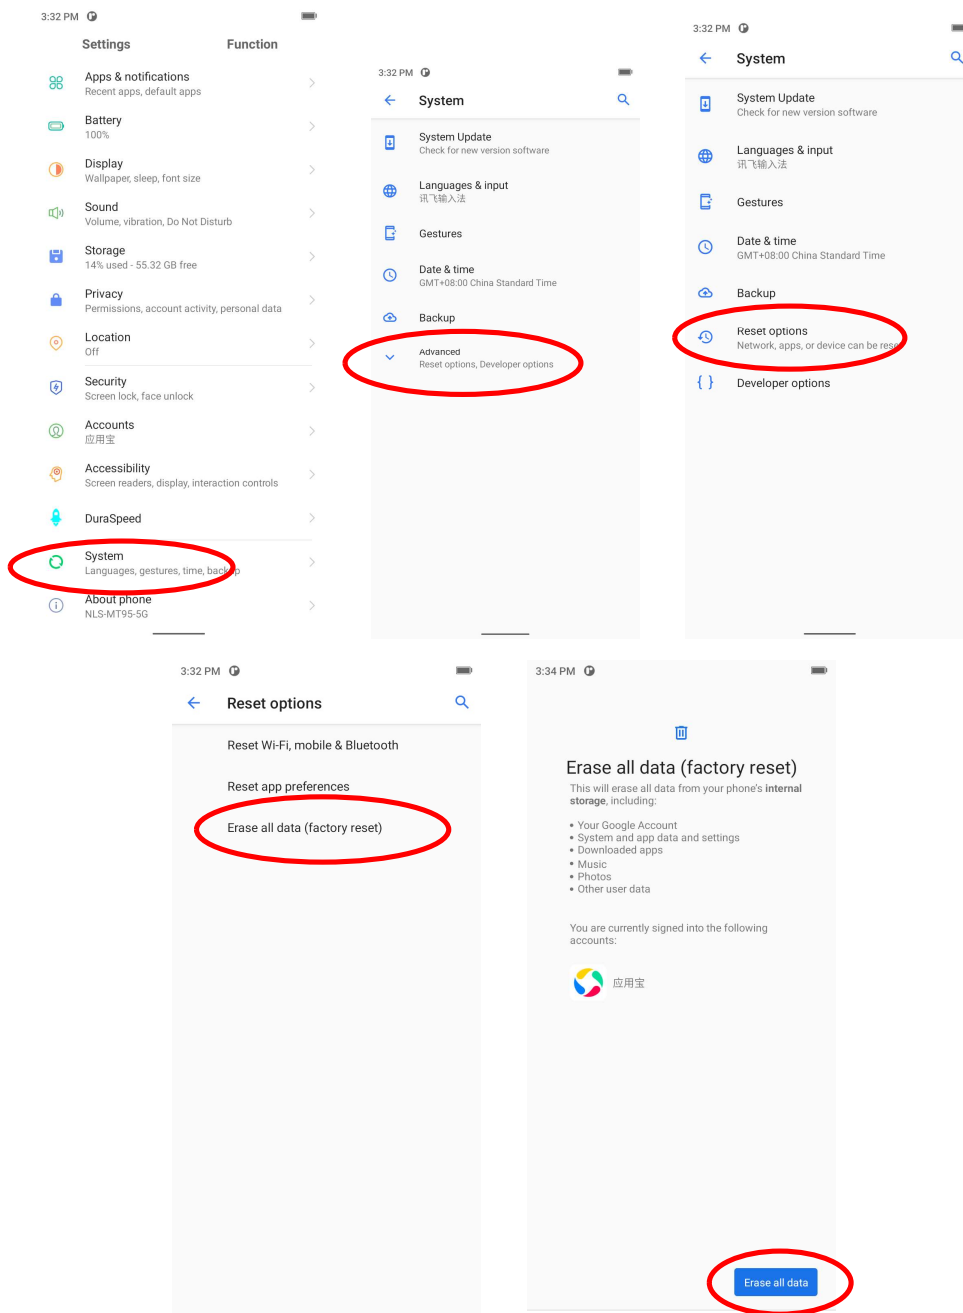 3:32 PM
Settings
Function
Apps & notifications
Recent apps, default apps
Battery
100%
Display
Wallpaper, sleep, font size
Sound
Volume, vibration, Do Not Disturb
Storage
14% used - 55.32 GB free
Privacy
Permissions, account activity, personal data
Location
Off
Security
Screen lock, face unlock
Accounts
应用宝
Accessibility
Screen readers, display, interaction controls
DuraSpeed
System
Languages, gestures, time, backup
About phone
NLS-MT95-5G
3:32 PM
System
System Update
Check for new version software
Languages & input
讯飞输入法
Gestures
Date & time
GMT+08:00 China Standard Time
Backup
Advanced
Reset options, Developer options
3:32 PM
System
System Update
Check for new version software
Languages & input
讯飞输入法
Gestures
Date & time
GMT+08:00 China Standard Time
Backup
Reset options
Network, apps, or device can be reset
{ } Developer options
3:32 PM
Reset options
Reset Wi-Fi, mobile & Bluetooth
Reset app preferences
Erase all data (factory reset)
3:34 PM
Erase all data (factory reset)
This will erase all data from your phone's internal
storage, including:
• Your Google Account
• System and app data and settings
• Downloaded apps
• Music
• Photos
• Other user data
You are currently signed into the following
accounts:
应用宝
Erase all data